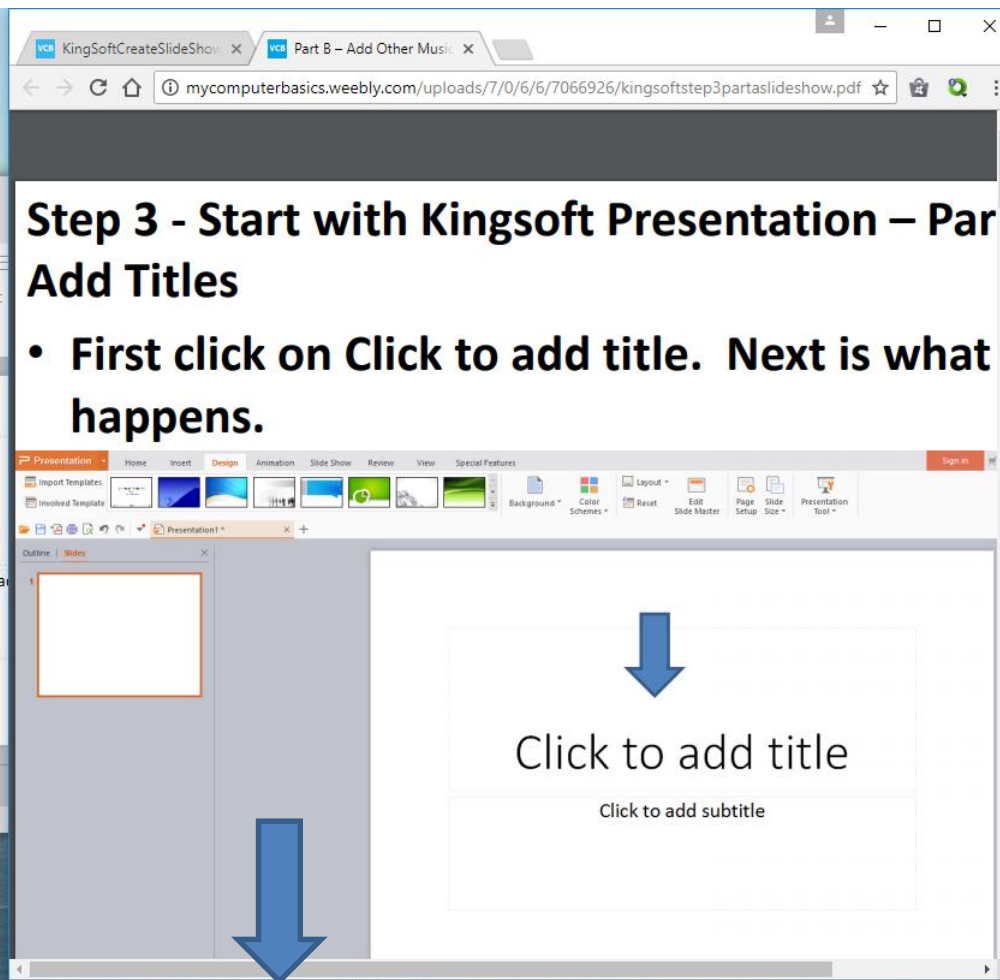 VCB KingSoftCreateSlideShow
VCB Part B – Add Other Music
mycomputerbasics.weebly.com/uploads/7/0/6/6/7066926/kingsoftstep3partaslideshow.pdf
Step 3 - Start with Kingsoft Presentation – Par
Add Titles
• First click on Click to add title. Next is what
happens.
Presentation Home Insert Design Animation Slide Show Review View Special Features Sign in
Import Templates
Involved Template
Background Color Schemes
Layout
Reset
Edit Slide Master
Page Setup Slide Size
Presentation Tool
Presentation1 *
Outline | Slides
1
Click to add title
Click to add subtitle